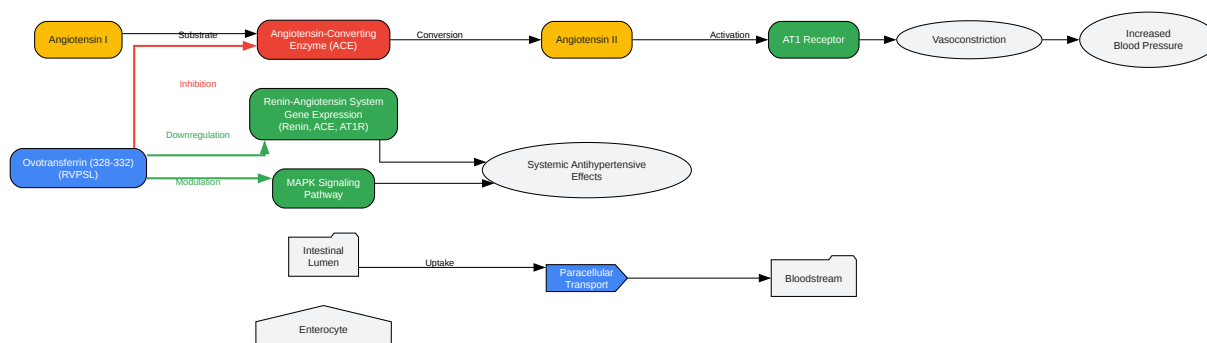 Angiotensin I
Substrate
Angiotensin-Converting
Enzyme (ACE)
Conversion
Angiotensin II
Activation
AT1 Receptor
Vasoconstriction
Increased
Blood Pressure
Inhibition
Renin-Angiotensin System
Gene Expression
(Renin, ACE, AT1R)
Downregulation
Ovotransferrin (328-332)
(RVPSL)
Modulation
MAPK Signaling
Pathway
Systemic Antihypertensive
Effects
Intestinal
Lumen
Uptake
Paracellular
Transport
Bloodstream
Enterocyte